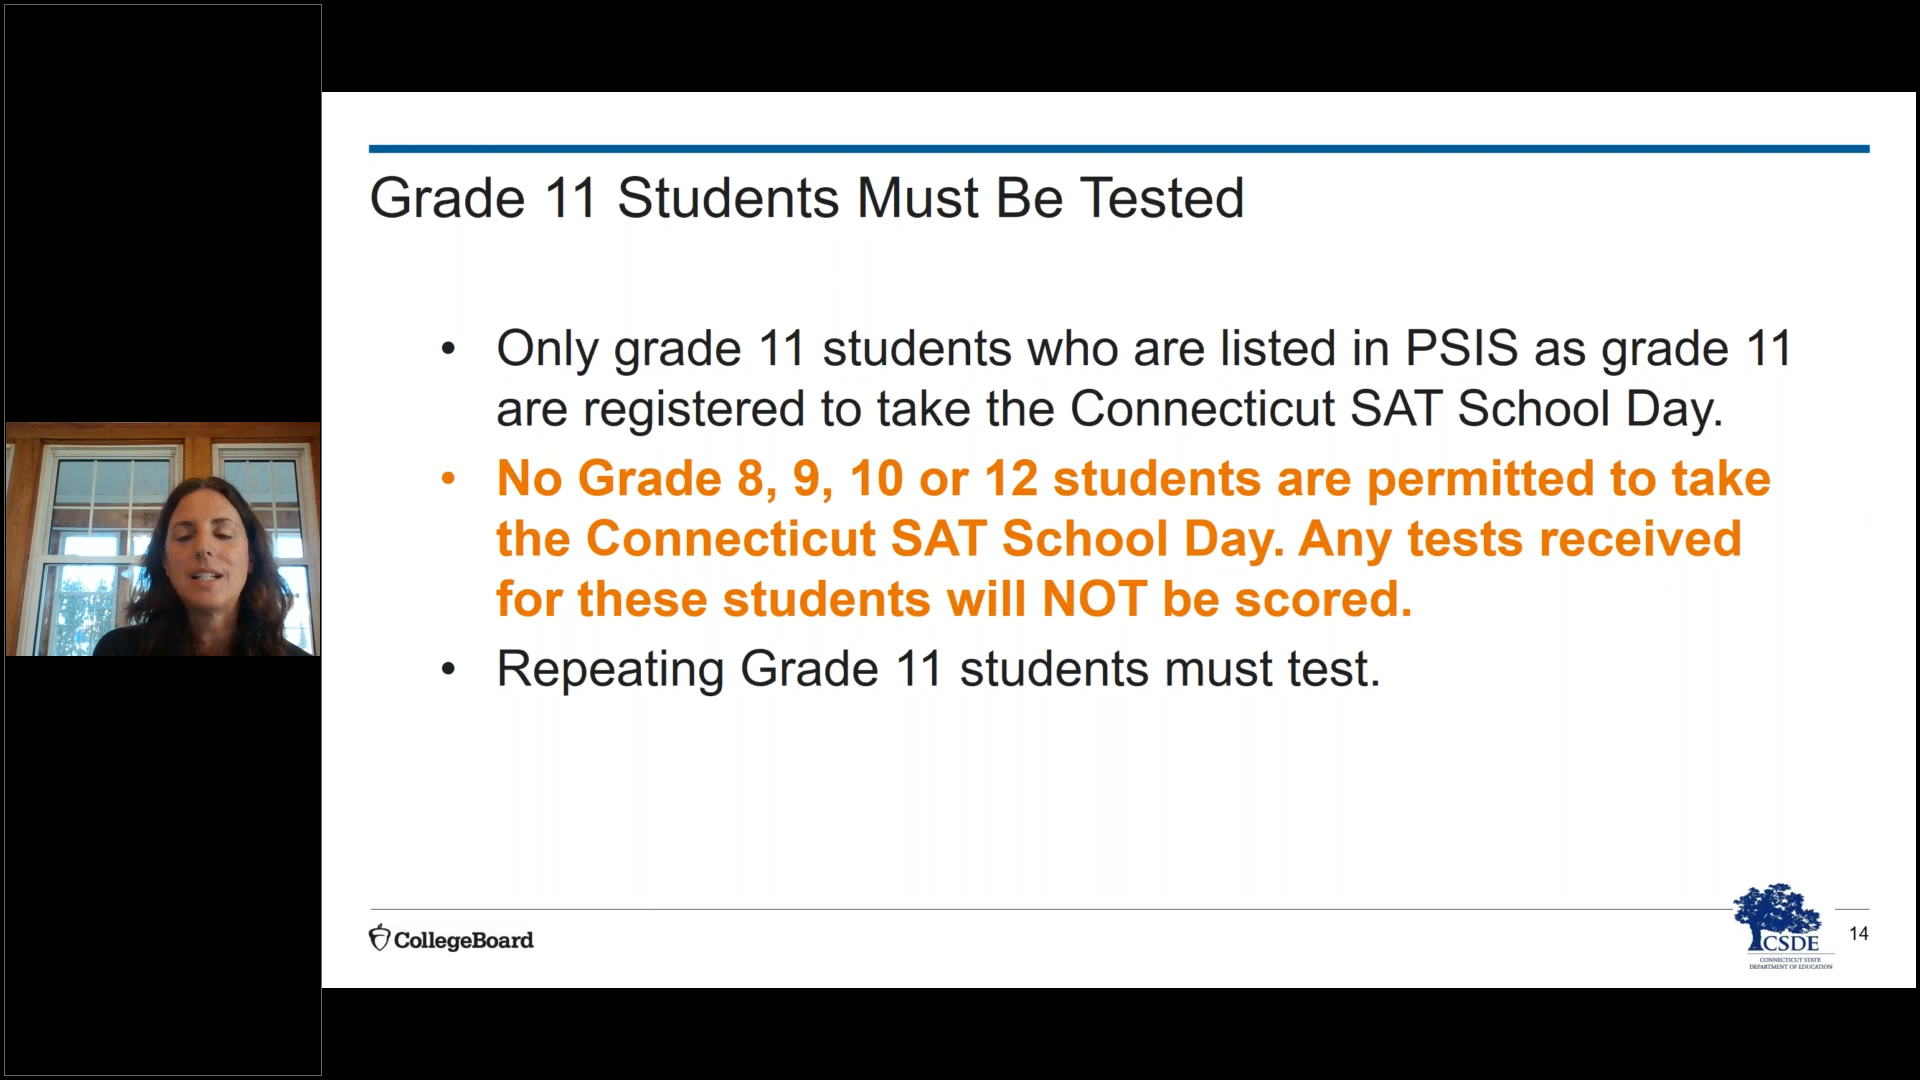 Grade 11 Students Must Be Tested
• Only grade 11 students who are listed in PSIS as grade 11
are registered to take the Connecticut SAT School Day.
• No Grade 8, 9, 10 or 12 students are permitted to take
the Connecticut SAT School Day. Any tests received
for these students will NOT be scored.
• Repeating Grade 11 students must test.
CollegeBoard
CSDE
CONNECTICUT STATE
DEPARTMENT OF EDUCATION
14